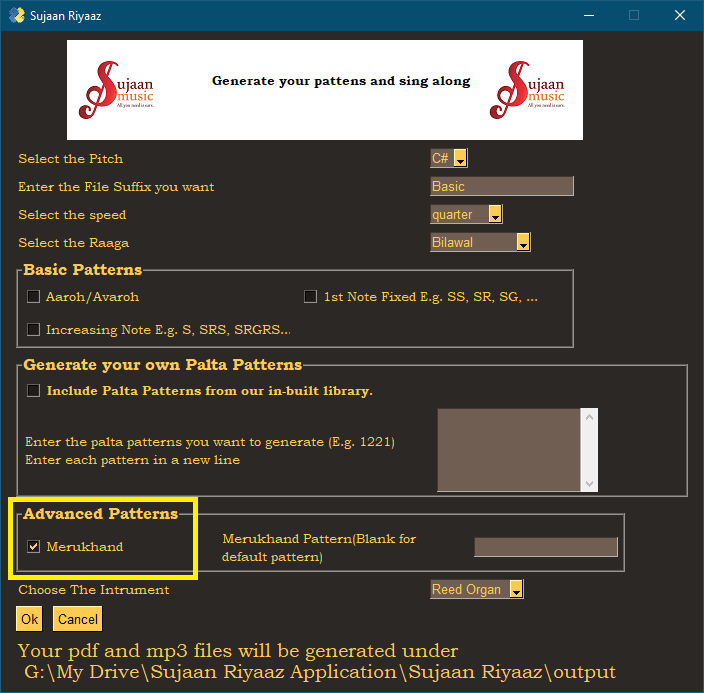 Sujaan Riyaaz
Sujaan
music
All you need is ears.
Generate your pattens and sing along
Sujaan
music
All you need is ears.
Select the Pitch C#
Enter the File Suffix you want Basic
Select the speed quarter
Select the Raaga Bilawal
Basic Patterns
Aaroh/Avaroh 1st Note Fixed E.g. SS, SR, SG, ...
Increasing Note E.g. S, SRS, SRGRS...
Generate your own Palta Patterns
Include Palta Patterns from our in-built library.
Enter the palta patterns you want to generate (E.g. 1221)
Enter each pattern in a new line
Advanced Patterns
Merukhand
Merukhand Pattern(Blank for
default pattern)
Choose The Intrument Reed Organ
Ok Cancel
Your pdf and mp3 files will be generated under
G:\My Drive\Sujaan Riyaaz Application\Sujaan Riyaaz\output